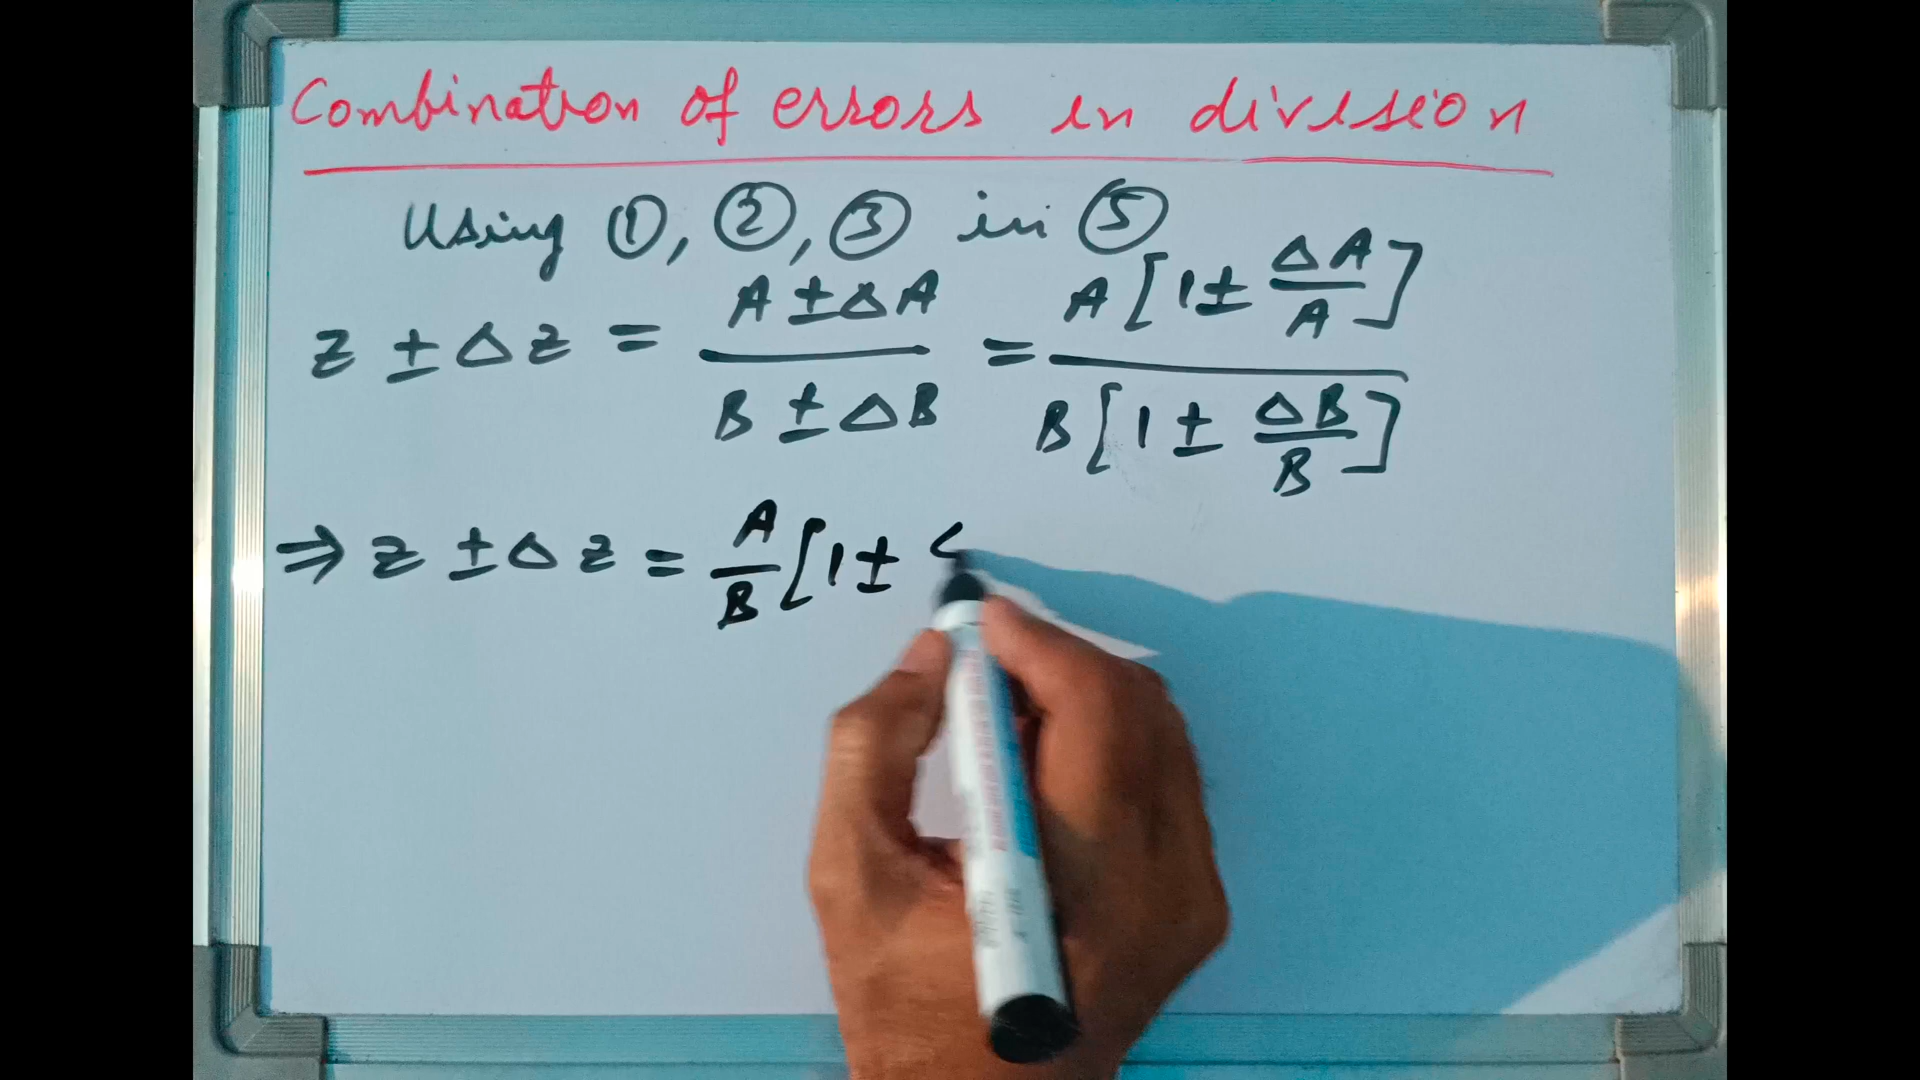 Combination of errors in division
Using ①, ②, ③ in ⑤
Z ± ΔZ = (A ± ΔA) / (B ± ΔB) = A[1 ± ΔA/A] / B[1 ± ΔB/B]
⇒ Z ± ΔZ = A/B [1 ±